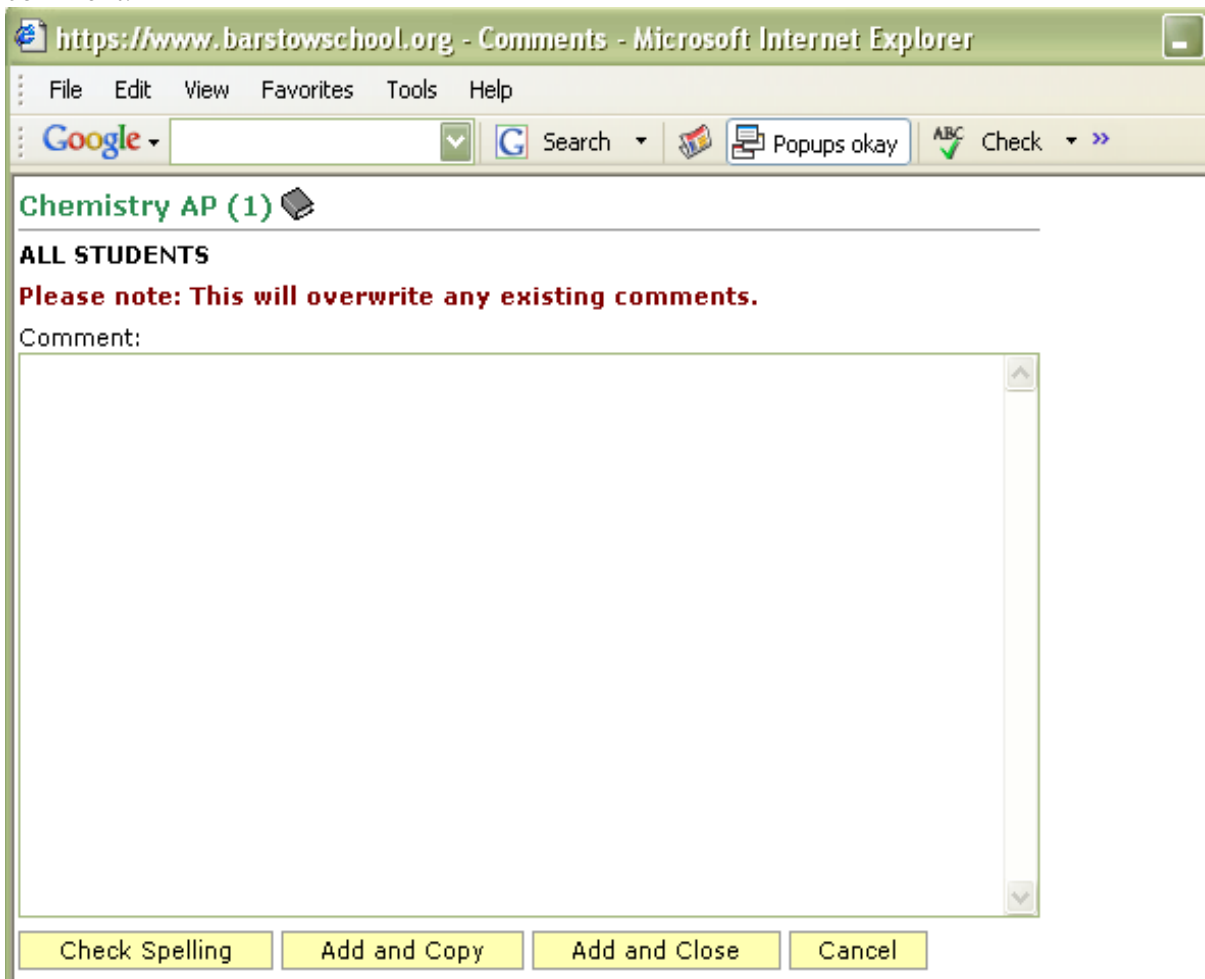 https://www.barstowschool.org - Comments - Microsoft Internet Explorer
File Edit View Favorites Tools Help
Google Search Popups okay ABC Check »
Chemistry AP (1)
ALL STUDENTS
Please note: This will overwrite any existing comments.
Comment:
Check Spelling Add and Copy Add and Close Cancel